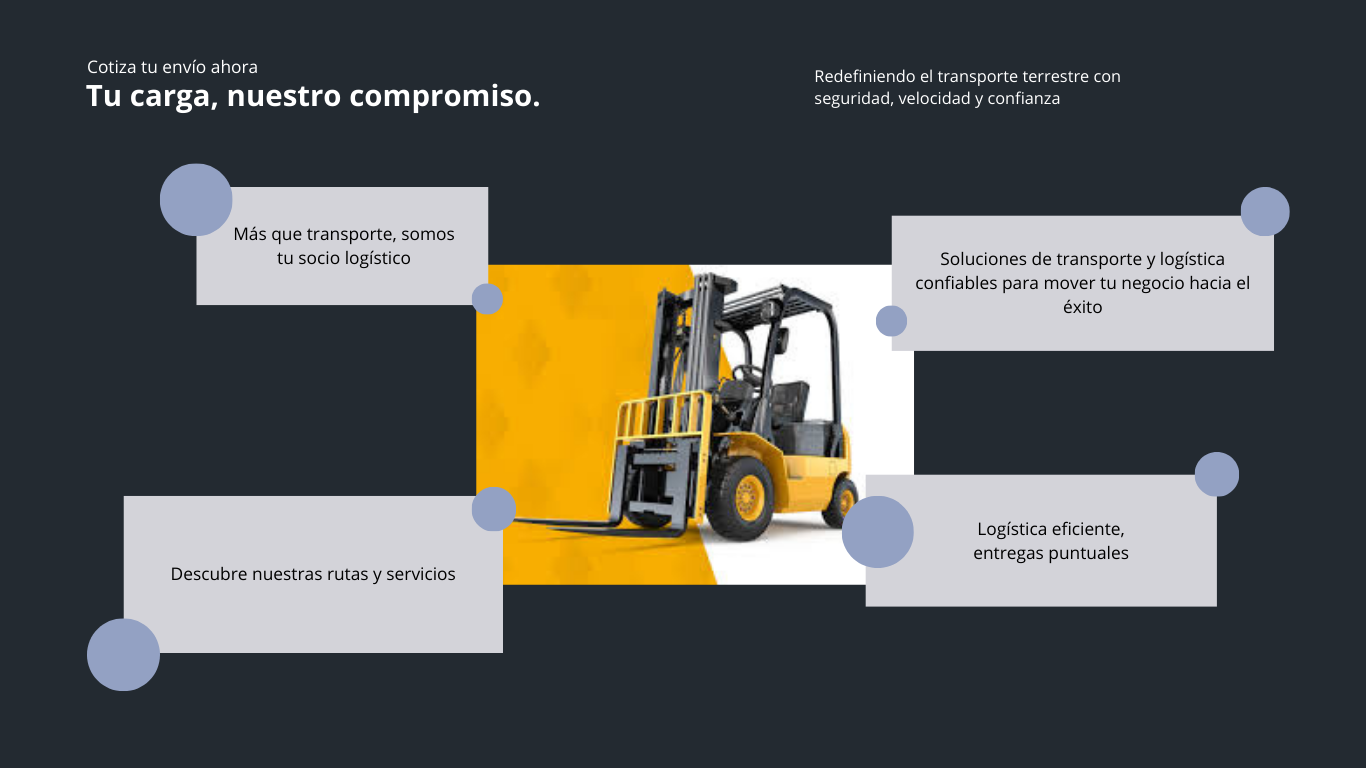 Cotiza tu envío ahora
Tu carga, nuestro compromiso.
Redefiniendo el transporte terrestre con
seguridad, velocidad y confianza
Más que transporte, somos
tu socio logístico
Soluciones de transporte y logística
confiables para mover tu negocio hacia el
éxito
Descubre nuestras rutas y servicios
Logística eficiente,
entregas puntuales